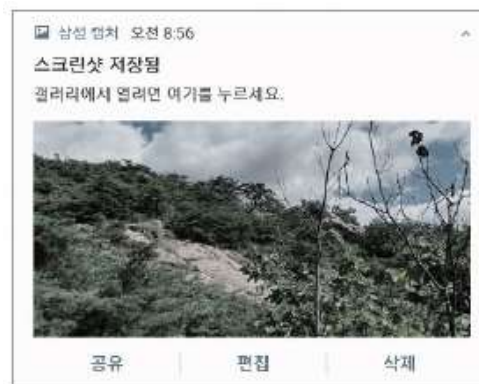 삼성 캡처 오전 8:56
스크린샷 저장됨
갤러리에서 열려면 여기를 누르세요.
공유 편집 삭제